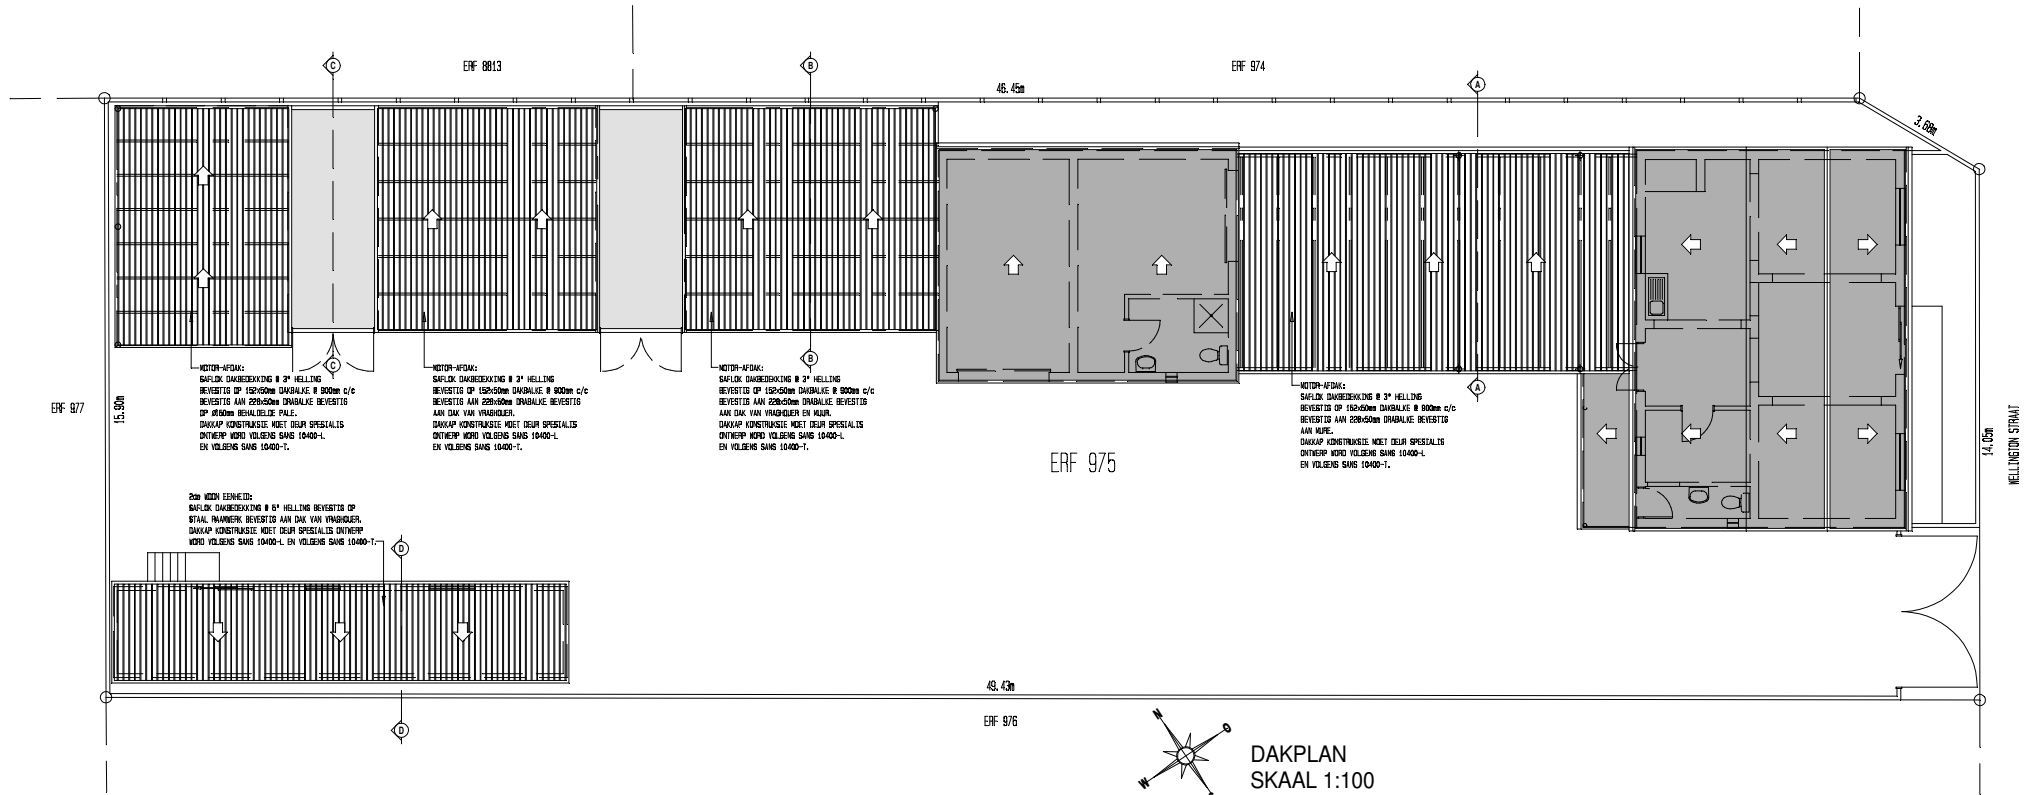 ERF 8813
ERF 974
C
B
A
46.45m
3.68m
MOTOR-AFDAK:
SAFLOK DAKBEDEKKING @ 3° HELLING
BEVESTIG OP 152x50mm DAKBALKE @ 900mm c/c
BEVESTIG AAN 228x50mm DRABALKE BEVESTIG
OP Ø150mm BEHALDELDE PALE.
DAKKAP KONSTRUKSIE MOET DEUR SPESIALIS
ONTWERP WORD VOLGENS SANS 10400-L
EN VOLGENS SANS 10400-T.
C
MOTOR-AFDAK:
SAFLOK DAKBEDEKKING @ 3° HELLING
BEVESTIG OP 152x50mm DAKBALKE @ 900mm c/c
BEVESTIG AAN 228x50mm DRABALKE BEVESTIG
AAN DAK VAN VRAGHOUER.
DAKKAP KONSTRUKSIE MOET DEUR SPESIALIS
ONTWERP WORD VOLGENS SANS 10400-L
EN VOLGENS SANS 10400-T.
MOTOR-AFDAK:
SAFLOK DAKBEDEKKING @ 3° HELLING
BEVESTIG OP 152x50mm DAKBALKE @ 900mm c/c
BEVESTIG AAN 228x50mm DRABALKE BEVESTIG
AAN DAK VAN VRAGHOUER EN MUUR.
DAKKAP KONSTRUKSIE MOET DEUR SPESIALIS
ONTWERP WORD VOLGENS SANS 10400-L
EN VOLGENS SANS 10400-T.
B
MOTOR-AFDAK:
SAFLOK DAKBEDEKKING @ 3° HELLING
BEVESTIG OP 152x50mm DAKBALKE @ 900mm c/c
BEVESTIG AAN 228x50mm DRABALKE BEVESTIG
AAN MURE.
DAKKAP KONSTRUKSIE MOET DEUR SPESIALIS
ONTWERP WORD VOLGENS SANS 10400-L
EN VOLGENS SANS 10400-T.
A
ERF 977
15.90m
ERF 975
14.05m
WELLINGTON STRAAT
2de WOON EENHEID:
SAFLOK DAKBEDEKKING @ 5° HELLING BEVESTIG OP
STAAL RAAMWERK BEVESTIG AAN DAK VAN VRAGHOUER.
DAKKAP KONSTRUKSIE MOET DEUR SPESIALIS ONTWERP
WORD VOLGENS SANS 10400-L EN VOLGENS SANS 10400-T.
D
D
49.43m
ERF 976
N
O
W
DAKPLAN
SKAAL 1:100